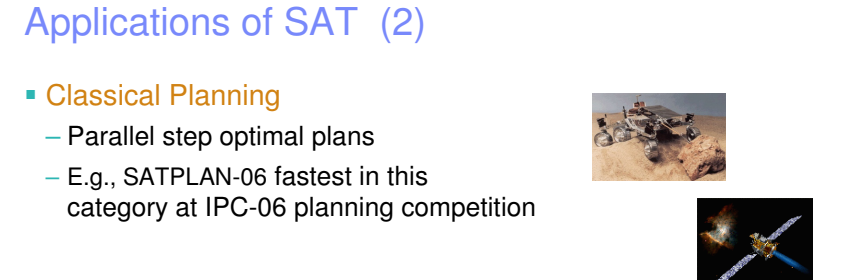 Applications of SAT (2)
Classical Planning
– Parallel step optimal plans
– E.g., SATPLAN-06 fastest in this
category at IPC-06 planning competition